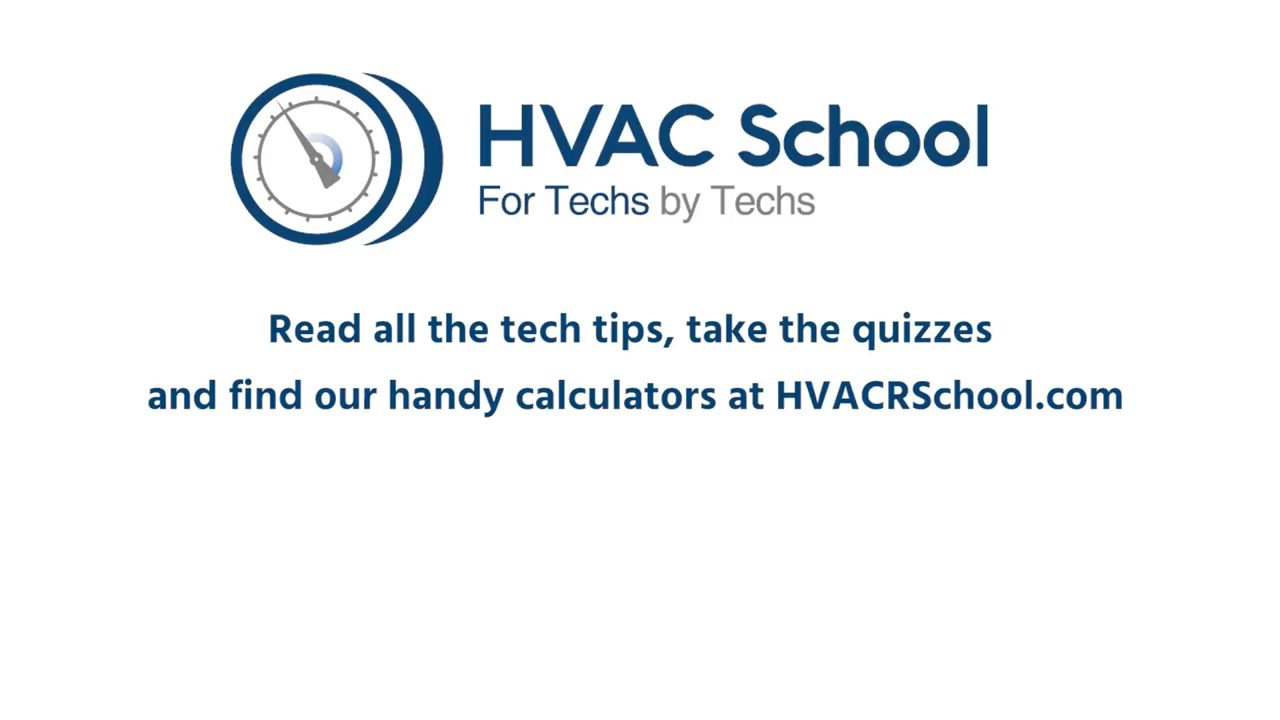 HVAC School
For Techs by Techs
Read all the tech tips, take the quizzes
and find our handy calculators at HVACRSchool.com